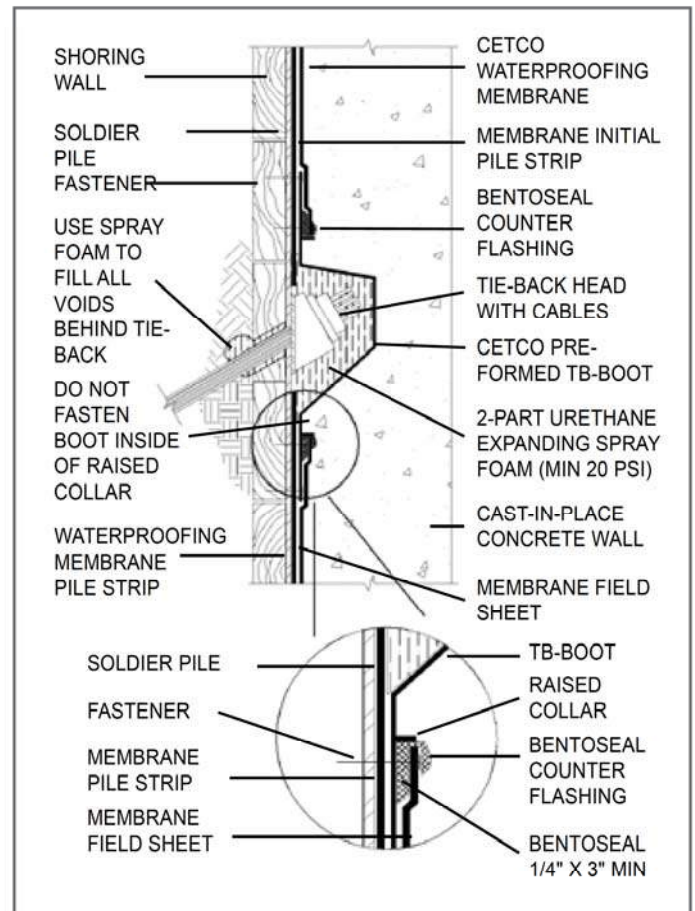 SHORING
WALL
SOLDIER
PILE
FASTENER
USE SPRAY
FOAM TO
FILL ALL
VOIDS
BEHIND TIE-
BACK
DO NOT
FASTEN
BOOT INSIDE
OF RAISED
COLLAR
WATERPROOFING
MEMBRANE
PILE STRIP
CETCO
WATERPROOFING
MEMBRANE
MEMBRANE INITIAL
PILE STRIP
BENTOSEAL
COUNTER
FLASHING
TIE-BACK HEAD
WITH CABLES
CETCO PRE-
FORMED TB-BOOT
2-PART URETHANE
EXPANDING SPRAY
FOAM (MIN 20 PSI)
CAST-IN-PLACE
CONCRETE WALL
MEMBRANE FIELD
SHEET
SOLDIER PILE
FASTENER
MEMBRANE
PILE STRIP
MEMBRANE
FIELD SHEET
TB-BOOT
RAISED
COLLAR
BENTOSEAL
COUNTER
FLASHING
BENTOSEAL
1/4" X 3" MIN